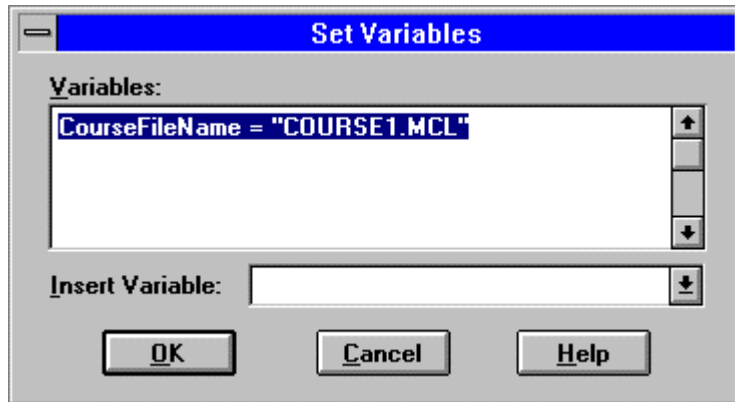 Set Variables
Variables:
CourseFileName = "COURSE1.MCL"
Insert Variable:
OK Cancel Help